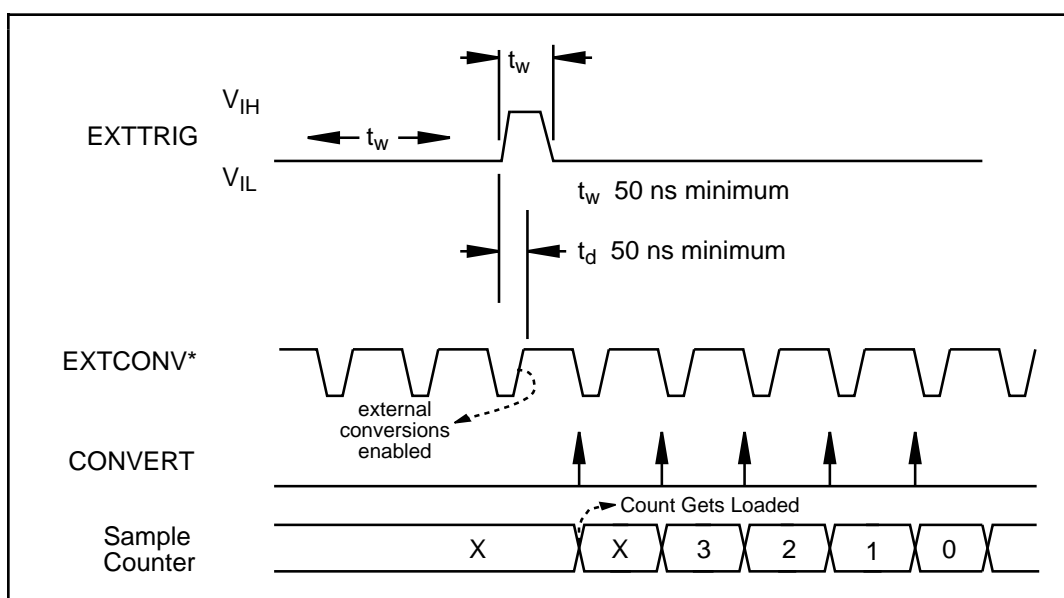 t_w
V_IH
EXTTRIG
t_w
V_IL
t_w 50 ns minimum
t_d 50 ns minimum
EXTCONV*
external
conversions
enabled
CONVERT
Count Gets Loaded
Sample
Counter
X X 3 2 1 0